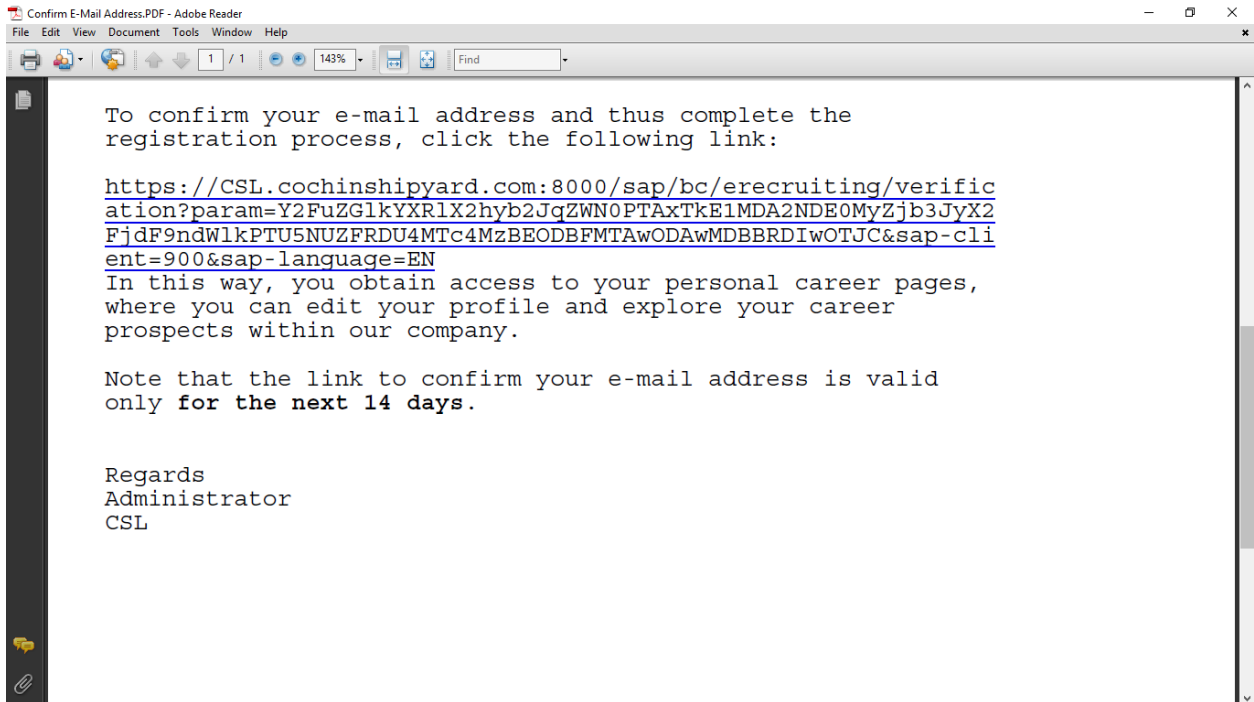 Confirm E-Mail Address.PDF - Adobe Reader
File Edit View Document Tools Window Help
1 / 1 143% Find
To confirm your e-mail address and thus complete the
registration process, click the following link:
https://CSL.cochinshipyard.com:8000/sap/bc/erecruiting/verific
ation?param=Y2FuZGlkYXRlX2hyb2JqZWN0PTAxTkE1MDA2NDE0MyZjb3JyX2
FjdF9ndWlkPTU5NUZFRDU4MTc4MzBEODBFMTAwODAwMDBBRDIwOTJC&sap-cli
ent=900&sap-language=EN
In this way, you obtain access to your personal career pages,
where you can edit your profile and explore your career
prospects within our company.
Note that the link to confirm your e-mail address is valid
only for the next 14 days.
Regards
Administrator
CSL